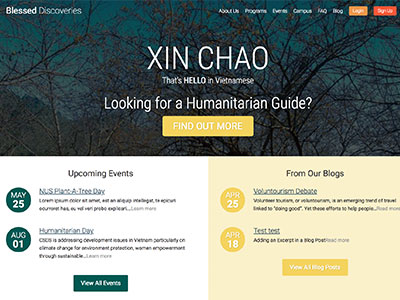 Blessed Discoveries
About Us Programs Events Campus FAQ Blog Login Sign Up
XIN CHAO
That's HELLO in Vietnamese
Looking for a Humanitarian Guide?
FIND OUT MORE
Upcoming Events
MAY
25
NUS Plant-A-Tree Day
Lorem ipsum dolor sit amet, est an aliquip intellegat, te epicuri
ocurreret has, eu vel veri probo explicari...Learn more
AUG
01
Humanitarian Day
CSDS is addressing development issues in Vietnam particularly on
climate change for environment protection, women empowerment
through sustainable...Learn more
View All Events
From Our Blogs
APR
25
Voluntourism Debate
Volunteer tourism, or voluntourism, is an emerging trend of travel
linked to "doing good". Yet these efforts to help people...Read more
APR
18
Test test
Adding an Excerpt in a Blog PostRead more
View All Blog Posts